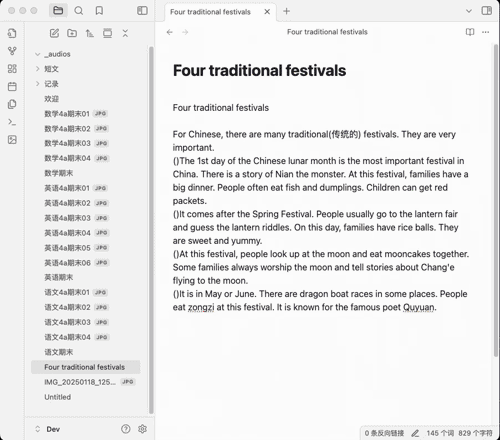 Four traditional festivals
Four traditional festivals
_audios
短文
记录
欢迎
数学4a期末01 JPG
数学4a期末02 JPG
数学4a期末03 JPG
数学4a期末04 JPG
数学期末
英语4a期末01 JPG
英语4a期末02 JPG
英语4a期末03 JPG
英语4a期末04 JPG
英语4a期末05 JPG
英语4a期末06 JPG
英语期末
语文4a期末01 JPG
语文4a期末02 JPG
语文4a期末03 JPG
语文4a期末04 JPG
语文期末
Four traditional festivals
IMG_20250118_125... JPG
Untitled
Dev
Four traditional festivals
Four traditional festivals
For Chinese, there are many traditional(传统的) festivals. They are very
important.
()The 1st day of the Chinese lunar month is the most important festival in
China. There is a story of Nian the monster. At this festival, families have a
big dinner. People often eat fish and dumplings. Children can get red
packets.
()It comes after the Spring Festival. People usually go to the lantern fair
and guess the lantern riddles. On this day, families have rice balls. They
are sweet and yummy.
()At this festival, people look up at the moon and eat mooncakes together.
Some families always worship the moon and tell stories about Chang'e
flying to the moon.
()It is in May or June. There are dragon boat races in some places. People
eat zongzi at this festival. It is known for the famous poet Quyuan.
0 条反向链接 145 个词 829 个字符